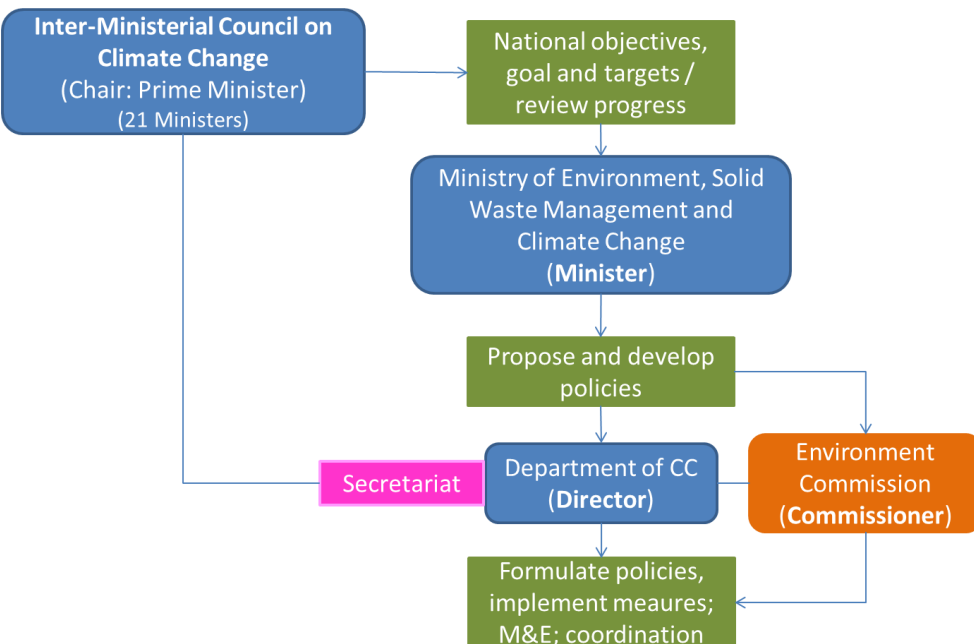 Inter-Ministerial Council on
Climate Change
(Chair: Prime Minister)
(21 Ministers)
National objectives,
goal and targets /
review progress
Ministry of Environment, Solid
Waste Management and
Climate Change
(Minister)
Propose and develop
policies
Secretariat
Department of CC
(Director)
Environment
Commission
(Commissioner)
Formulate policies,
implement meaures;
M&E; coordination